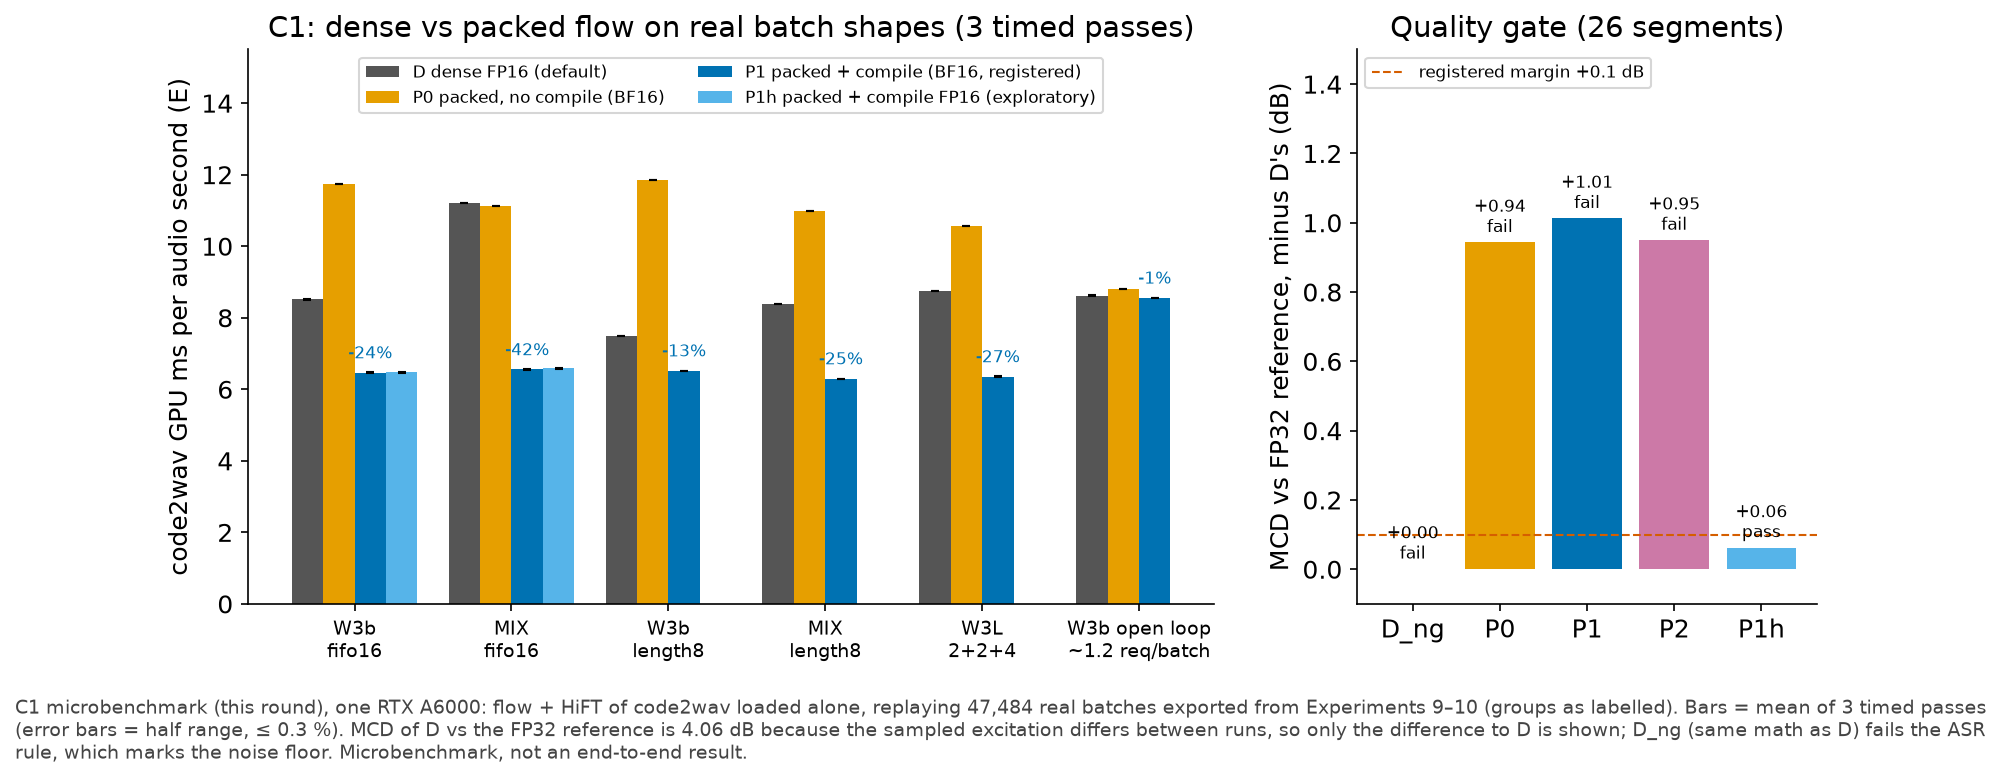 C1: dense vs packed flow on real batch shapes (3 timed passes)
D dense FP16 (default)
P0 packed, no compile (BF16)
P1 packed + compile (BF16, registered)
P1h packed + compile FP16 (exploratory)
code2wav GPU ms per audio second (E)
14
12
10
8
6
4
2
0
-24%
-42%
-13%
-25%
-27%
-1%
W3b
fifo16
MIX
fifo16
W3b
length8
MIX
length8
W3L
2+2+4
W3b open loop
~1.2 req/batch
Quality gate (26 segments)
registered margin +0.1 dB
MCD vs FP32 reference, minus D's (dB)
1.4
1.2
1.0
0.8
0.6
0.4
0.2
0.0
+0.00
fail
+0.94
fail
+1.01
fail
+0.95
fail
+0.06
pass
D_ng
P0
P1
P2
P1h
C1 microbenchmark (this round), one RTX A6000: flow + HiFT of code2wav loaded alone, replaying 47,484 real batches exported from Experiments 9–10 (groups as labelled). Bars = mean of 3 timed passes
(error bars = half range, ≤ 0.3 %). MCD of D vs the FP32 reference is 4.06 dB because the sampled excitation differs between runs, so only the difference to D is shown; D_ng (same math as D) fails the ASR
rule, which marks the noise floor. Microbenchmark, not an end-to-end result.